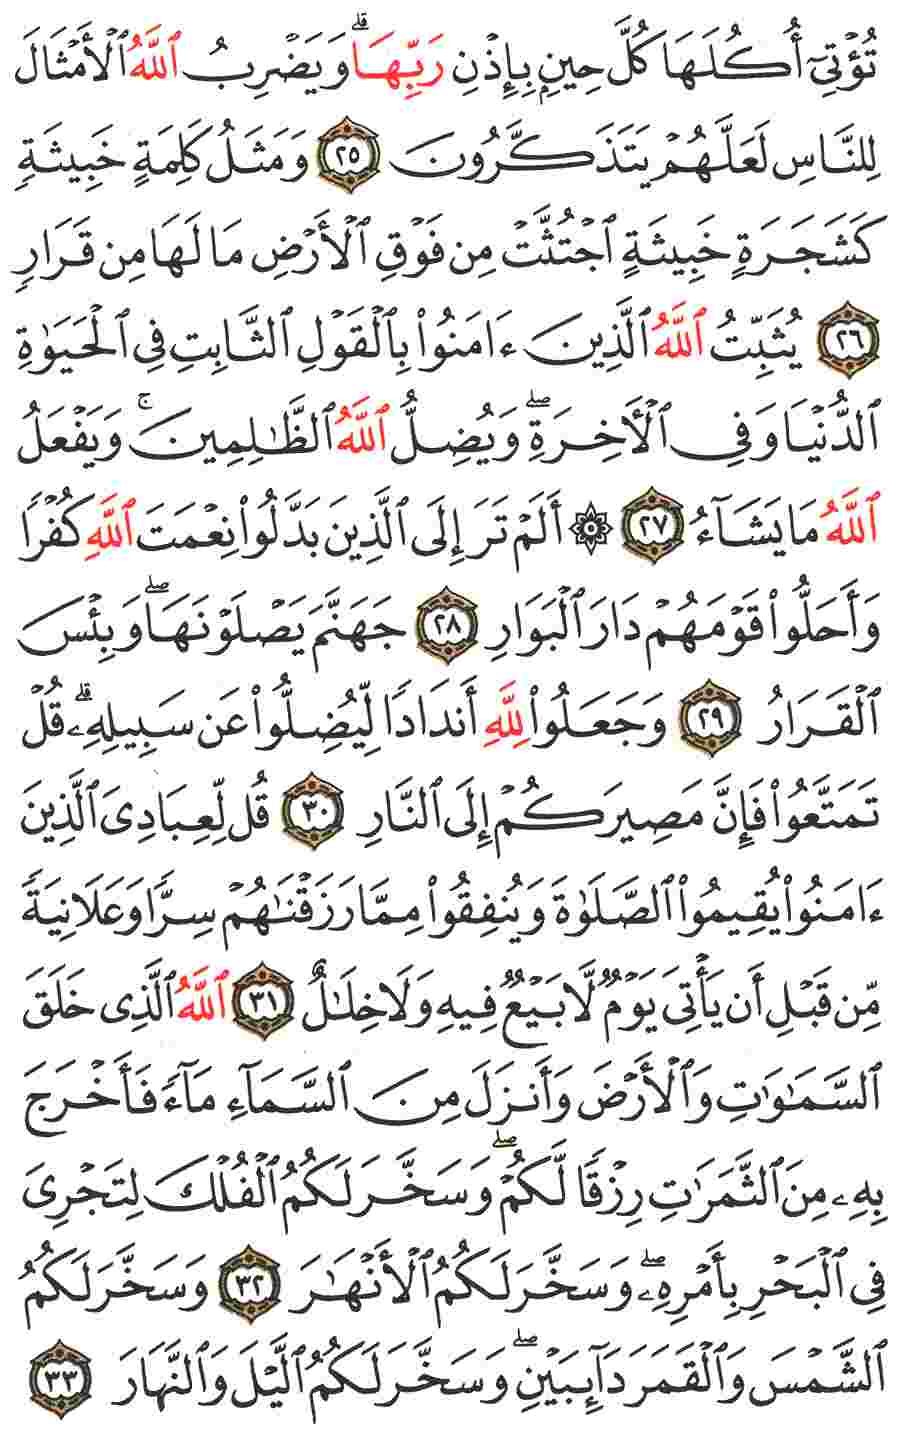 تُؤْتِىٓ أُكُلَهَا كُلَّ حِينٍۭ بِإِذْنِ رَبِّهَا ۗ وَيَضْرِبُ ٱللَّهُ ٱلْأَمْثَالَ
لِلنَّاسِ لَعَلَّهُمْ يَتَذَكَّرُونَ ٢٥ وَمَثَلُ كَلِمَةٍ خَبِيثَةٍ
كَشَجَرَةٍ خَبِيثَةٍ ٱجْتُثَّتْ مِن فَوْقِ ٱلْأَرْضِ مَا لَهَا مِن قَرَارٍ
٢٦ يُثَبِّتُ ٱللَّهُ ٱلَّذِينَ ءَامَنُوا۟ بِٱلْقَوْلِ ٱلثَّابِتِ فِى ٱلْحَيَوٰةِ
ٱلدُّنْيَا وَفِى ٱلْأَخِرَةِ ۖ وَيُضِلُّ ٱللَّهُ ٱلظَّٰلِمِينَ ۚ وَيَفْعَلُ
ٱللَّهُ مَا يَشَآءُ ٢٧ ۞ أَلَمْ تَرَ إِلَى ٱلَّذِينَ بَدَّلُوا۟ نِعْمَتَ ٱللَّهِ كُفْرًا
وَأَحَلُّوا۟ قَوْمَهُمْ دَارَ ٱلْبَوَارِ ٢٨ جَهَنَّمَ يَصْلَوْنَهَا ۖ وَبِئْسَ
ٱلْقَرَارُ ٢٩ وَجَعَلُوا۟ لِلَّهِ أَندَادًا لِّيُضِلُّوا۟ عَن سَبِيلِهِۦ ۗ قُلْ
تَمَتَّعُوا۟ فَإِنَّ مَصِيرَكُمْ إِلَى ٱلنَّارِ ٣٠ قُل لِّعِبَادِىَ ٱلَّذِينَ
ءَامَنُوا۟ يُقِيمُوا۟ ٱلصَّلَوٰةَ وَيُنفِقُوا۟ مِمَّا رَزَقْنَٰهُمْ سِرًّا وَعَلَانِيَةً
مِّن قَبْلِ أَن يَأْتِىَ يَوْمٌ لَّا بَيْعٌ فِيهِ وَلَا خِلَٰلٌ ٣١ ٱللَّهُ ٱلَّذِى خَلَقَ
ٱلسَّمَٰوَٰتِ وَٱلْأَرْضَ وَأَنزَلَ مِنَ ٱلسَّمَآءِ مَآءً فَأَخْرَجَ
بِهِۦ مِنَ ٱلثَّمَرَٰتِ رِزْقًا لَّكُمْ ۖ وَسَخَّرَ لَكُمُ ٱلْفُلْكَ لِتَجْرِىَ
فِى ٱلْبَحْرِ بِأَمْرِهِۦ ۖ وَسَخَّرَ لَكُمُ ٱلْأَنْهَٰرَ ٣٢ وَسَخَّرَ لَكُمُ
ٱلشَّمْسَ وَٱلْقَمَرَ دَآئِبَيْنِ ۖ وَسَخَّرَ لَكُمُ ٱلَّيْلَ وَٱلنَّهَارَ ٣٣